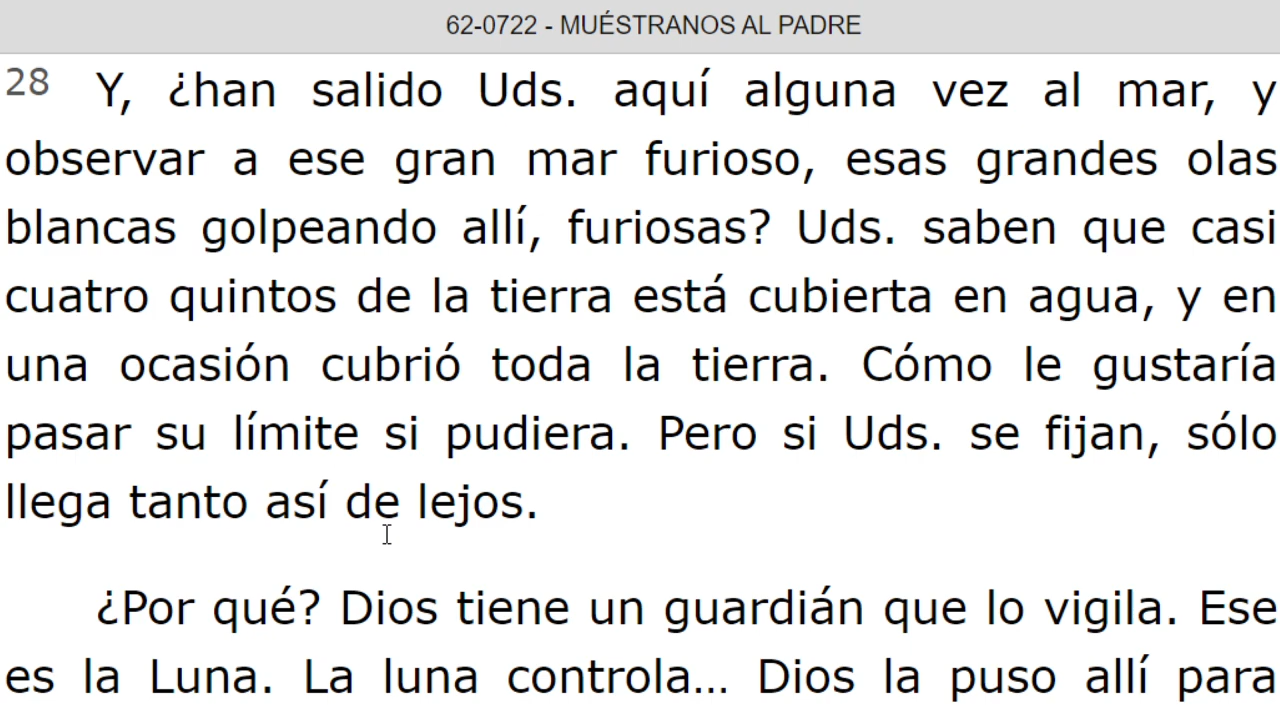 62-0722 - MUÉSTRANOS AL PADRE
28 Y, ¿han salido Uds. aquí alguna vez al mar, y
observar a ese gran mar furioso, esas grandes olas
blancas golpeando allí, furiosas? Uds. saben que casi
cuatro quintos de la tierra está cubierta en agua, y en
una ocasión cubrió toda la tierra. Cómo le gustaría
pasar su límite si pudiera. Pero si Uds. se fijan, sólo
llega tanto así de lejos.
¿Por qué? Dios tiene un guardián que lo vigila. Ese
es la Luna. La luna controla... Dios la puso allí para